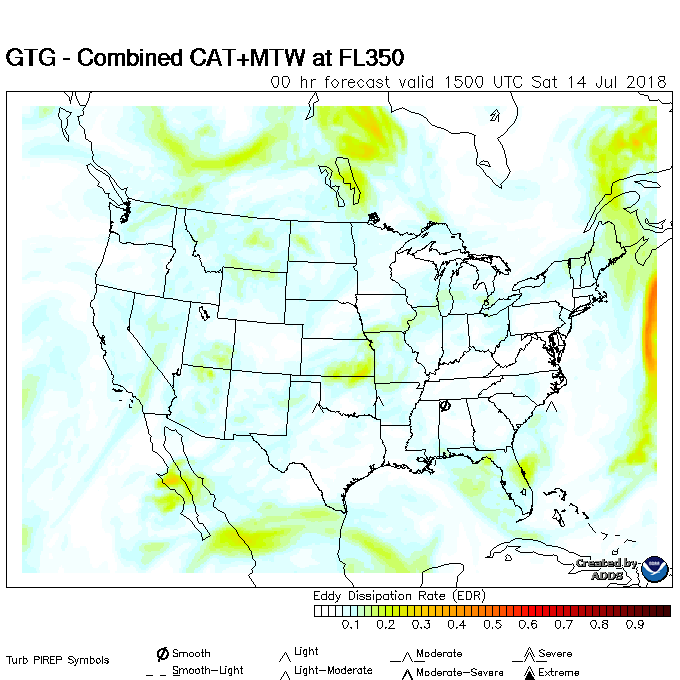 GTG - Combined CAT+MTW at FL350
00 hr forecast valid 1500 UTC Sat 14 Jul 2018
Created by
ADDS
Eddy Dissipation Rate (EDR)
0.1 0.2 0.3 0.4 0.5 0.6 0.7 0.8 0.9
Turb PIREP Symbols
Smooth Light Moderate Severe
Smooth-Light Light-Moderate Moderate-Severe Extreme